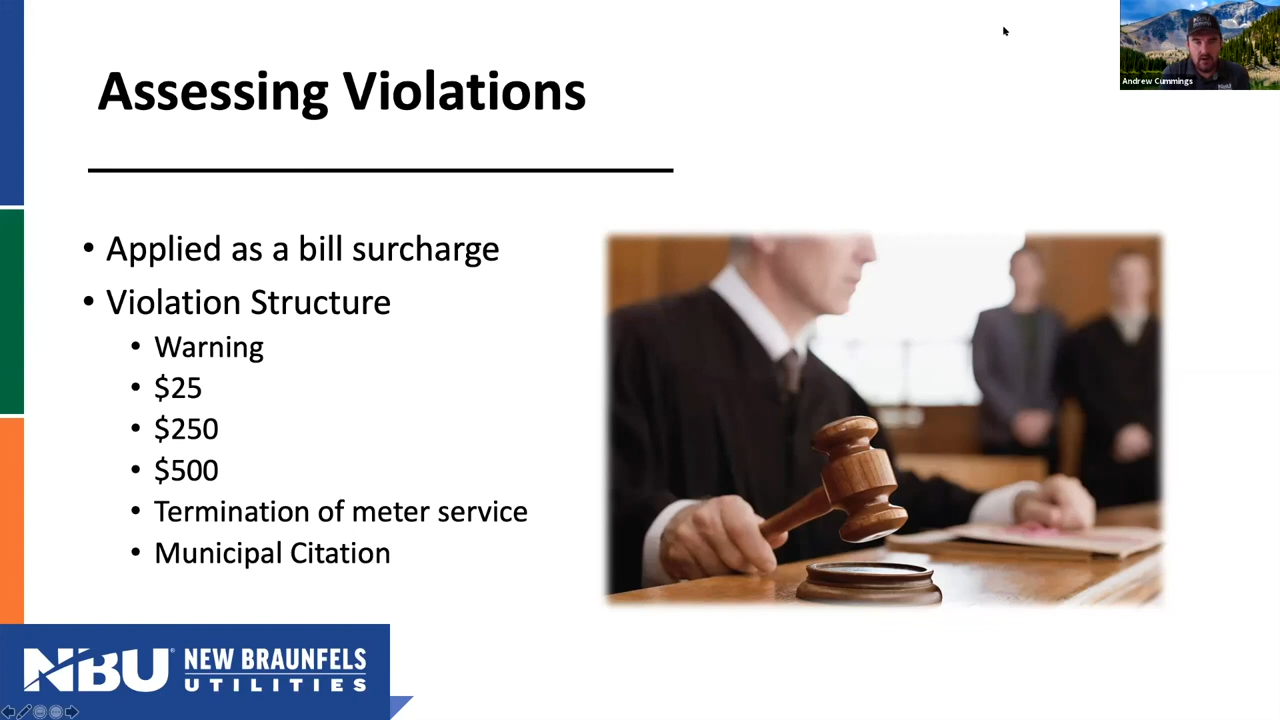 Andrew Cummings
Assessing Violations
• Applied as a bill surcharge
• Violation Structure
• Warning
• $25
• $250
• $500
• Termination of meter service
• Municipal Citation
NBU® NEW BRAUNFELS
UTILITIES